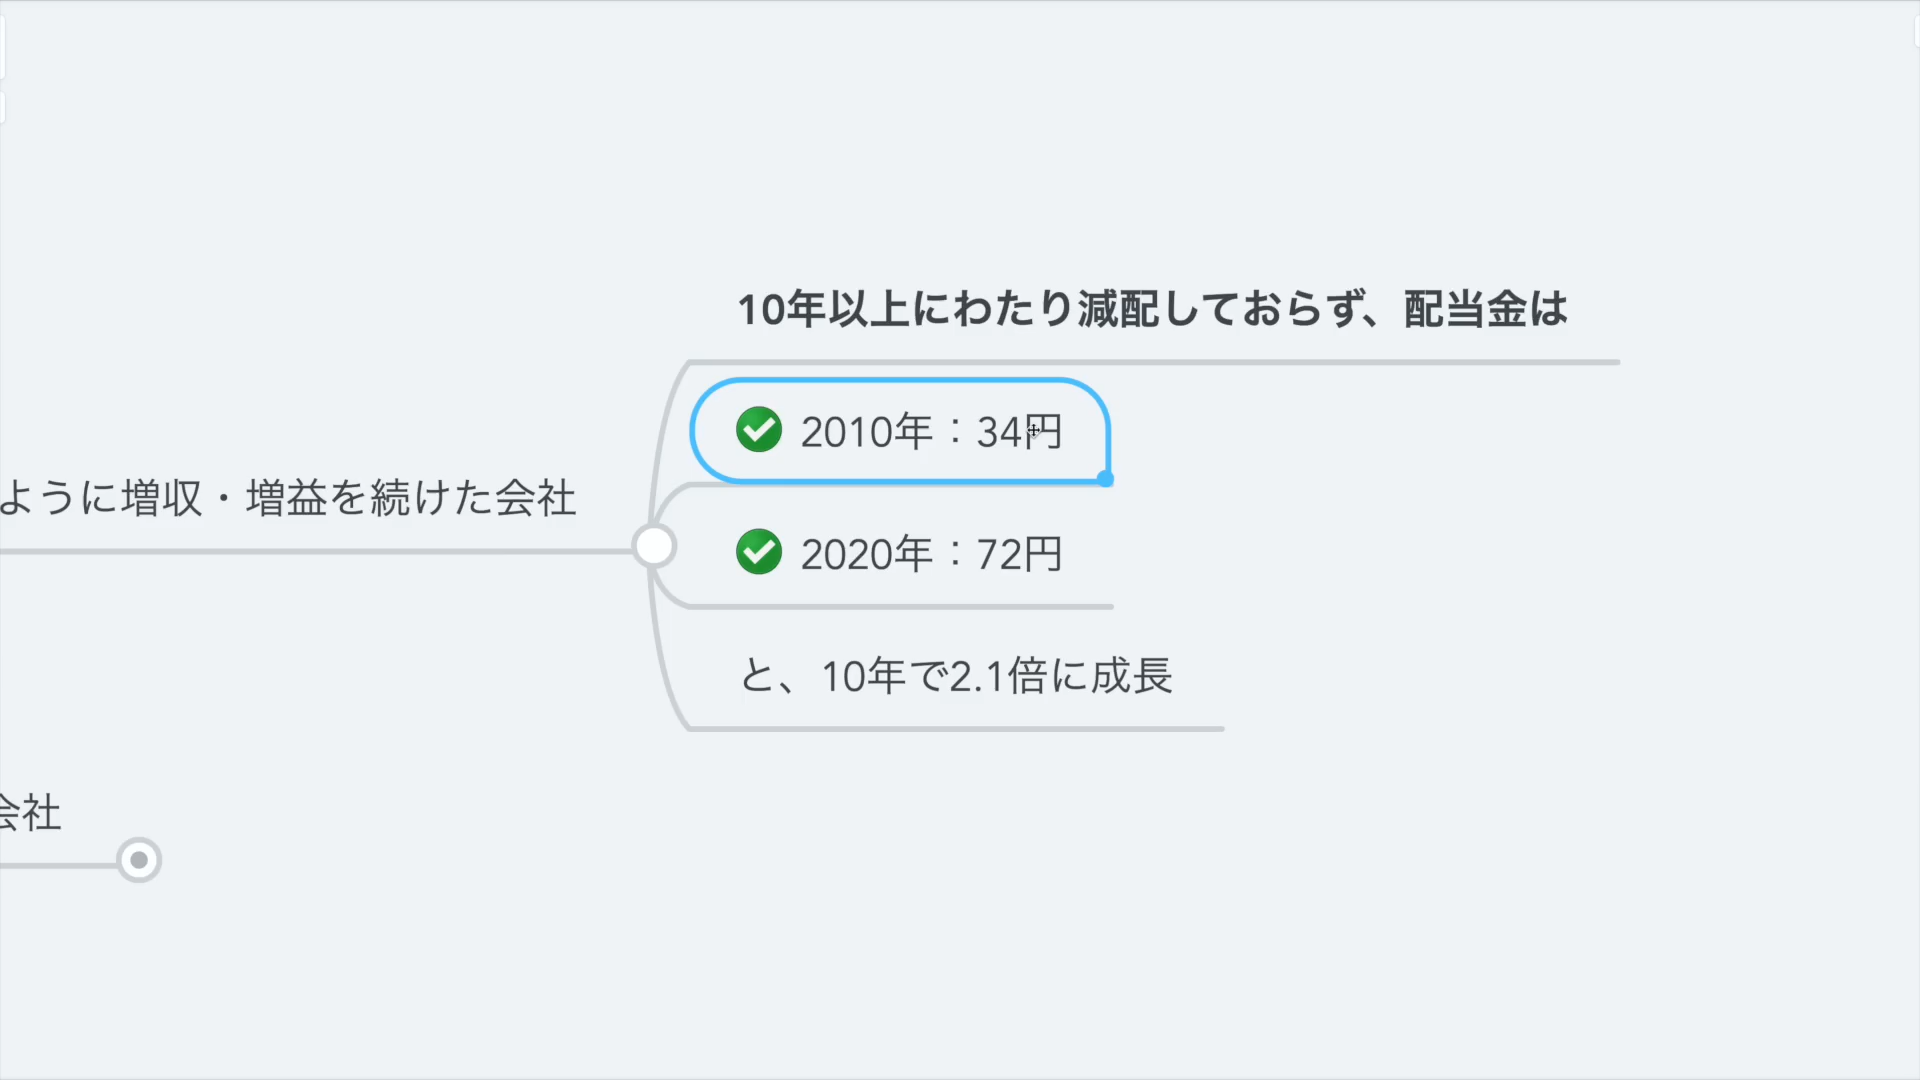 10年以上にわたり減配しておらず、配当金は
2010年：34円
ように増収・増益を続けた会社
2020年：72円
と、10年で2.1倍に成長
会社